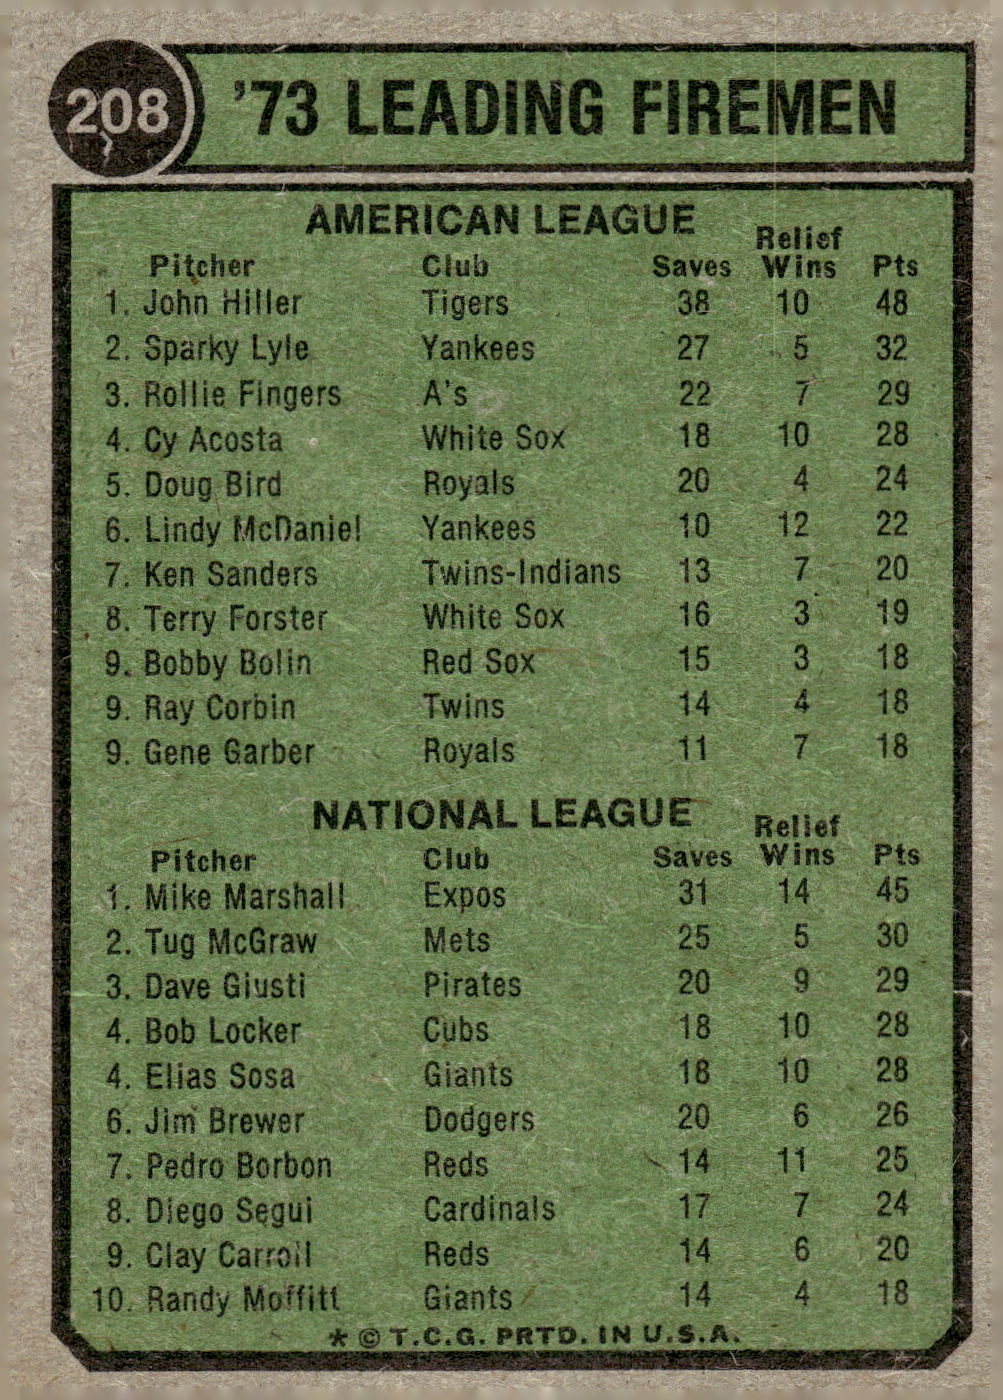 208
'73 LEADING FIREMEN
AMERICAN LEAGUE
Pitcher Club Saves Relief Wins Pts
1. John Hiller Tigers 38 10 48
2. Sparky Lyle Yankees 27 5 32
3. Rollie Fingers A's 22 7 29
4. Cy Acosta White Sox 18 10 28
5. Doug Bird Royals 20 4 24
6. Lindy McDaniel Yankees 10 12 22
7. Ken Sanders Twins-Indians 13 7 20
8. Terry Forster White Sox 16 3 19
9. Bobby Bolin Red Sox 15 3 18
9. Ray Corbin Twins 14 4 18
9. Gene Garber Royals 11 7 18
NATIONAL LEAGUE
Pitcher Club Saves Relief Wins Pts
1. Mike Marshall Expos 31 14 45
2. Tug McGraw Mets 25 5 30
3. Dave Giusti Pirates 20 9 29
4. Bob Locker Cubs 18 10 28
4. Elias Sosa Giants 18 10 28
6. Jim Brewer Dodgers 20 6 26
7. Pedro Borbon Reds 14 11 25
8. Diego Segui Cardinals 17 7 24
9. Clay Carroll Reds 14 6 20
10. Randy Moffitt Giants 14 4 18
* © T.C.G. PRTD. IN U.S.A.